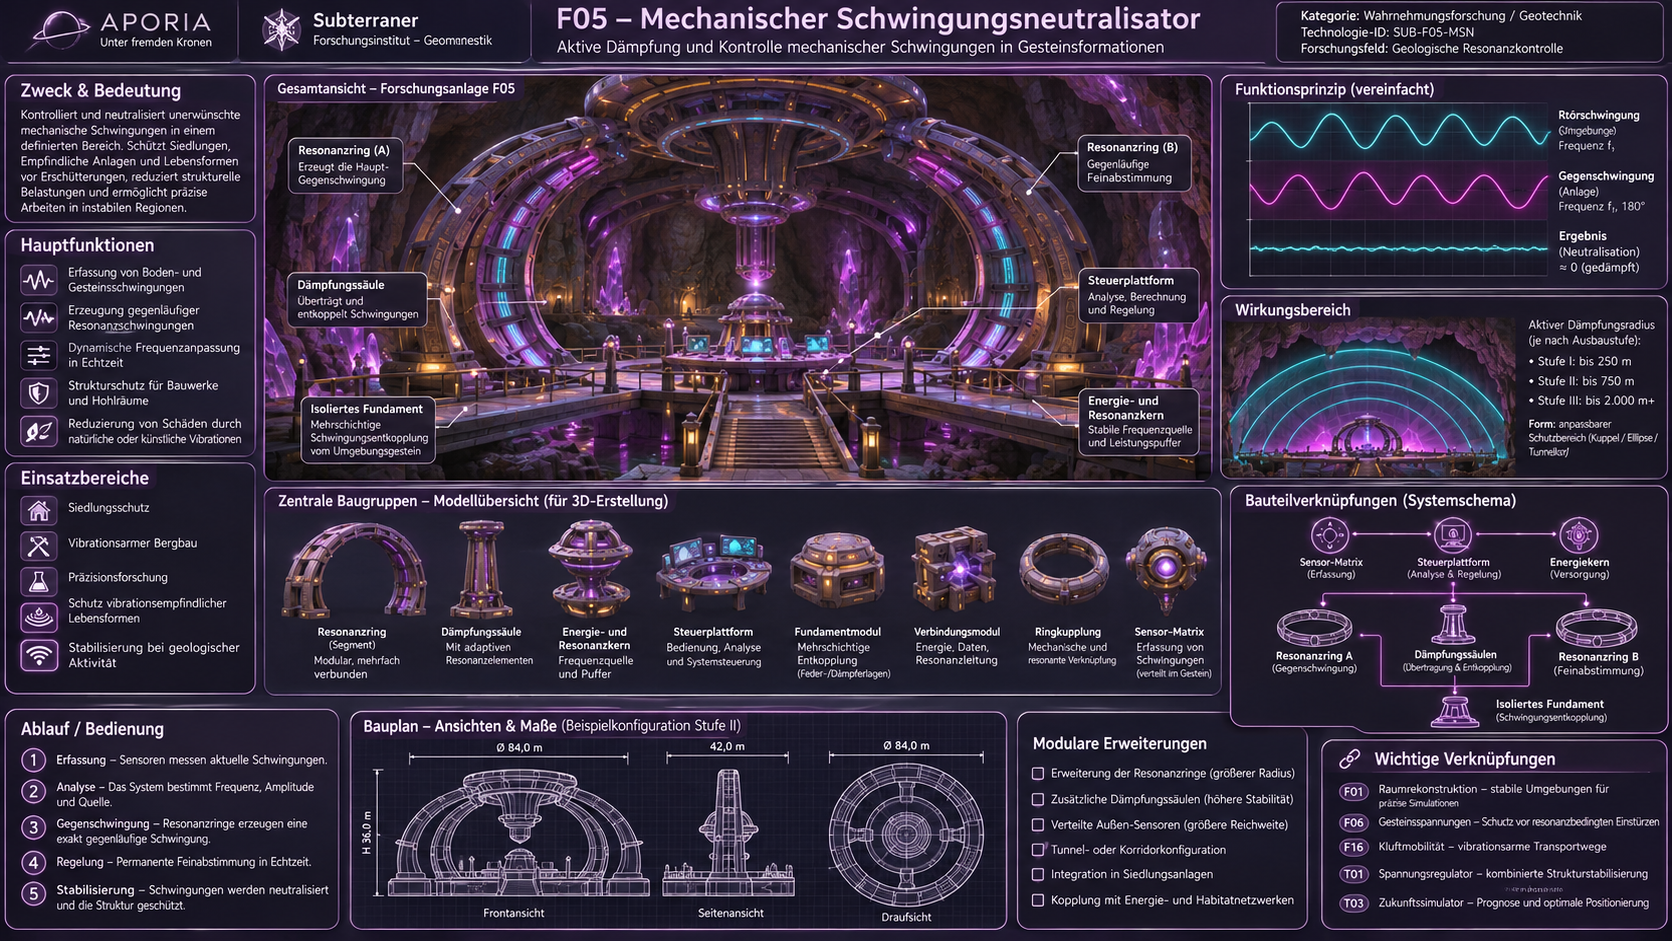 APORIA
Unter fremden Kronen
Subterraner
Forschungsinstitut – Geomnestik
F05 – Mechanischer Schwingungsneutralisator
Aktive Dämpfung und Kontrolle mechanischer Schwingungen in Gesteinsformationen
Kategorie: Wahrnehmungsforschung / Geotechnik
Technologie-ID: SUB-F05-MSN
Forschungsfeld: Geologische Resonanzkontrolle
Zweck & Bedeutung
Kontrolliert und neutralisiert unerwünschte
mechanische Schwingungen in einem
definierten Bereich. Schützt Siedlungen,
Empfindliche Anlagen und Lebensformen
vor Erschütterungen, reduziert strukturelle
Belastungen und ermöglicht präzise
Arbeiten in instabilen Regionen.
Hauptfunktionen
Erfassung von Boden- und
Gesteinsschwingungen
Erzeugung gegenläufiger
Resonanzschwingungen
Dynamische Frequenzanpassung
in Echtzeit
Strukturschutz für Bauwerke
und Hohlräume
Reduzierung von Schäden durch
natürliche oder künstliche Vibrationen
Einsatzbereiche
Siedlungsschutz
Vibrationsarmer Bergbau
Präzisionsforschung
Schutz vibrationsempfindlicher
Lebensformen
Stabilisierung bei geologischer
Aktivität
Gesamtansicht – Forschungsanlage F05
Resonanzring (A)
Erzeugt die Haupt-
Gegenschwingung
Dämpfungssäule
Überträgt und
entkoppelt Schwingungen
Isoliertes Fundament
Mehrschichtige
Schwingungsentkopplung
vom Umgebungsgestein
Resonanzring (B)
Gegenläufige
Feinabstimmung
Steuerplattform
Analyse, Berechnung
und Regelung
Energie- und
Resonanzkern
Stabile Frequenzquelle
und Leistungspuffer
Funktionsprinzip (vereinfacht)
Rtörschwingung
(Umgebunge)
Frequenz f₁
Gegenschwingung
(Anlage)
Frequenz f₁, 180°
Ergebnis
(Neutralisation)
≈ 0 (gedämpft)
Wirkungsbereich
Aktiver Dämpfungsradius
(je nach Ausbaustufe):
• Stufe I: bis 250 m
• Stufe II: bis 750 m
• Stufe III: bis 2.000 m+
Form: anpassbarer
Schutzbereich (Kuppel / Ellipse /
Zentrale Baugruppen – Modellübersicht (für 3D-Erstellung)
Resonanzring
(Segment)
Modular, mehrfach
verbunden
Dämpfungssäule
Mit adaptiven
Resonanzelementen
Energie- und
Resonanzkern
Frequenzquelle
und Puffer
Steuerplattform
Bedienung, Analyse
und Systemsteuerung
Fundamentmodul
Mehrschichtige
Entkopplung
(Feder-/Dämpferlagen)
Verbindungsmodul
Energie, Daten,
Resonanzleitung
Ringkupplung
Mechanische und
resonante Verknüpfung
Sensor-Matrix
Erfassung von
Schwingungen
(verteilt im Gestein)
Bauteilverknüpfungen (Systemschema)
Sensor-Matrix
(Erfassung)
Steuerplattform
(Analyse & Regelung)
Energiekern
(Versorgung)
Resonanzring A
(Gegenschwingung)
Dämpfungssäulen
(Übertragung & Entkopplung)
Resonanzring B
(Feinabstimmung)
Isoliertes Fundament
(Schwingungsentkopplung)
Ablauf / Bedienung
1 Erfassung – Sensoren messen aktuelle Schwingungen.
2 Analyse – Das System bestimmt Frequenz, Amplitude
und Quelle.
3 Gegenschwingung – Resonanzringe erzeugen eine
exakt gegenläufige Schwingung.
4 Regelung – Permanente Feinabstimmung in Echtzeit.
5 Stabilisierung – Schwingungen werden neutralisiert
und die Struktur geschützt.
Bauplan – Ansichten & Maße (Beispielkonfiguration Stufe II)
Ø 84,0 m
42,0 m
Ø 84,0 m
H 36,0 m
Frontansicht
Seitenansicht
Draufsicht
Modulare Erweiterungen
Erweiterung der Resonanzringe (größerer Radius)
Zusätzliche Dämpfungssäulen (höhere Stabilität)
Verteilte Außen-Sensoren (größere Reichweite)
Tunnel- oder Korridorkonfiguration
Integration in Siedlungsanlagen
Kopplung mit Energie- und Habitatnetzwerken
Wichtige Verknüpfungen
F01 Raumrekonstruktion – stabile Umgebungen für
präzise Simulationen
F06 Gesteinsspannungen – Schutz vor resonanzbedingten Einstürzen
F16 Kluftmobilität – vibrationsarme Transportwege
T01 Spannungsregulator – kombinierte Strukturstabilisierung
T03 Zukunftssimulator – Prognose und optimale Positionierung